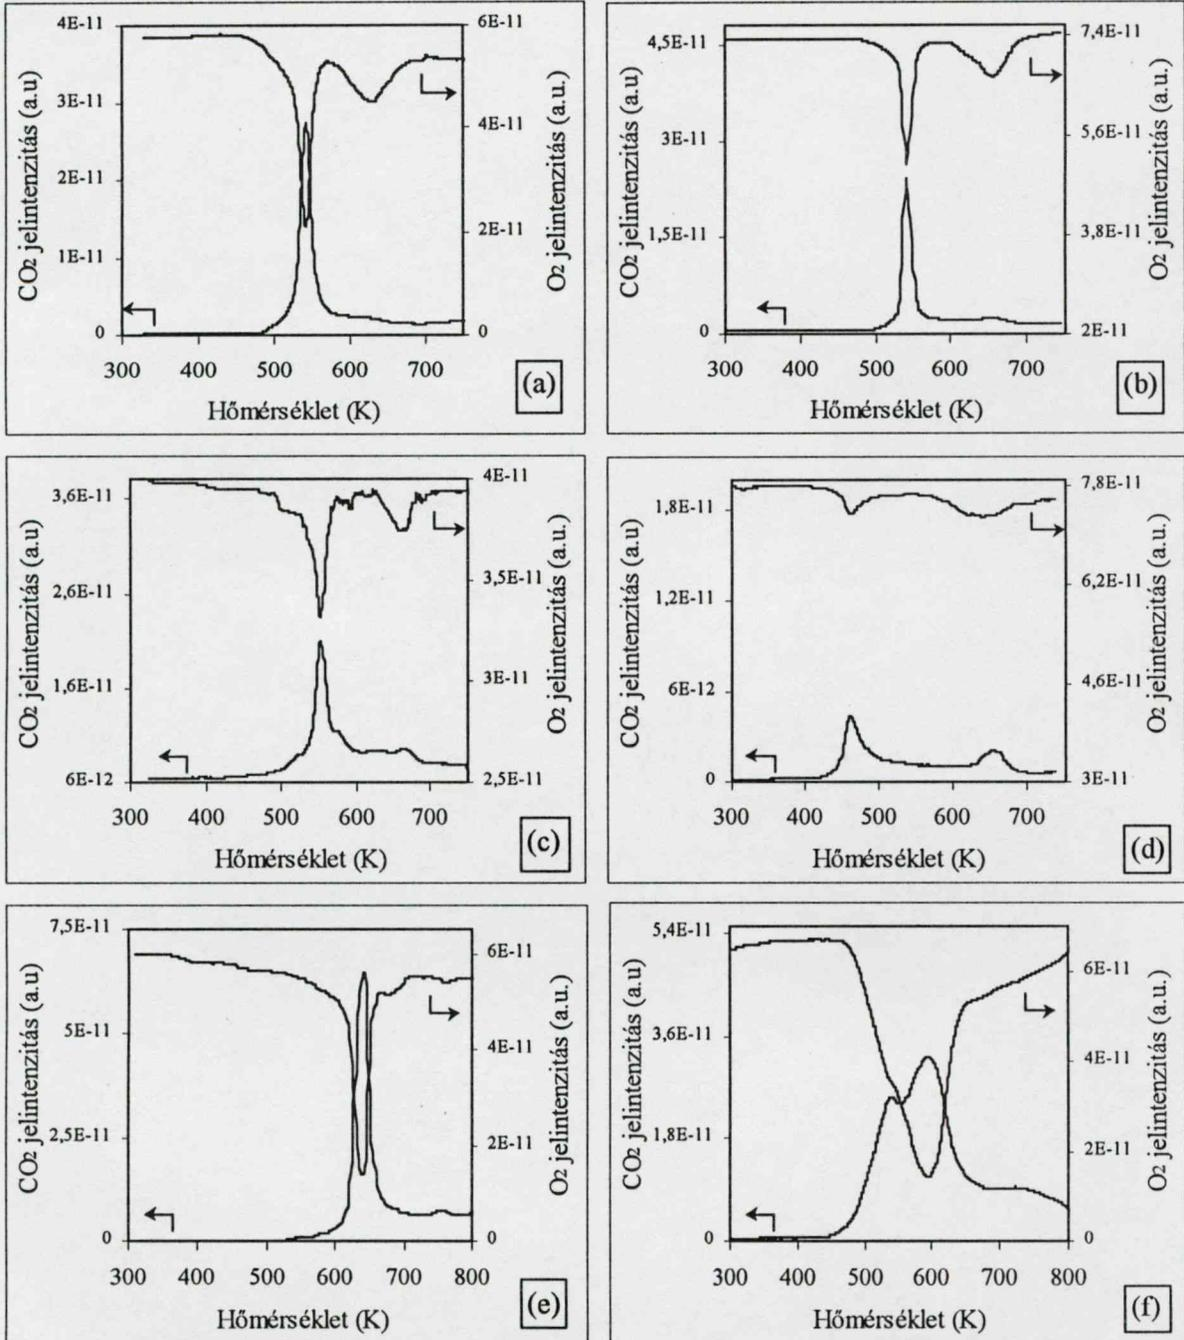 4E-11
3E-11
2E-11
1E-11
0
6E-11
4E-11
2E-11
0
300 400 500 600 700
CO2 jelintenzitás (a.u)
O2 jelintenzitás (a.u.)
Hőmérséklet (K)
(a)
4,5E-11
3E-11
1,5E-11
0
7,4E-11
5,6E-11
3,8E-11
2E-11
300 400 500 600 700
CO2 jelintenzitás (a.u)
O2 jelintenzitás (a.u.)
Hőmérséklet (K)
(b)
3,6E-11
2,6E-11
1,6E-11
6E-12
4E-11
3,5E-11
3E-11
2,5E-11
300 400 500 600 700
CO2 jelintenzitás (a.u)
O2 jelintenzitás (a.u.)
Hőmérséklet (K)
(c)
1,8E-11
1,2E-11
6E-12
0
7,8E-11
6,2E-11
4,6E-11
3E-11
300 400 500 600 700
CO2 jelintenzitás (a.u)
O2 jelintenzitás (a.u.)
Hőmérséklet (K)
(d)
7,5E-11
5E-11
2,5E-11
0
6E-11
4E-11
2E-11
0
300 400 500 600 700 800
CO2 jelintenzitás (a.u)
O2 jelintenzitás (a.u.)
Hőmérséklet (K)
(e)
5,4E-11
3,6E-11
1,8E-11
0
6E-11
4E-11
2E-11
0
300 400 500 600 700 800
CO2 jelintenzitás (a.u)
O2 jelintenzitás (a.u.)
Hőmérséklet (K)
(f)